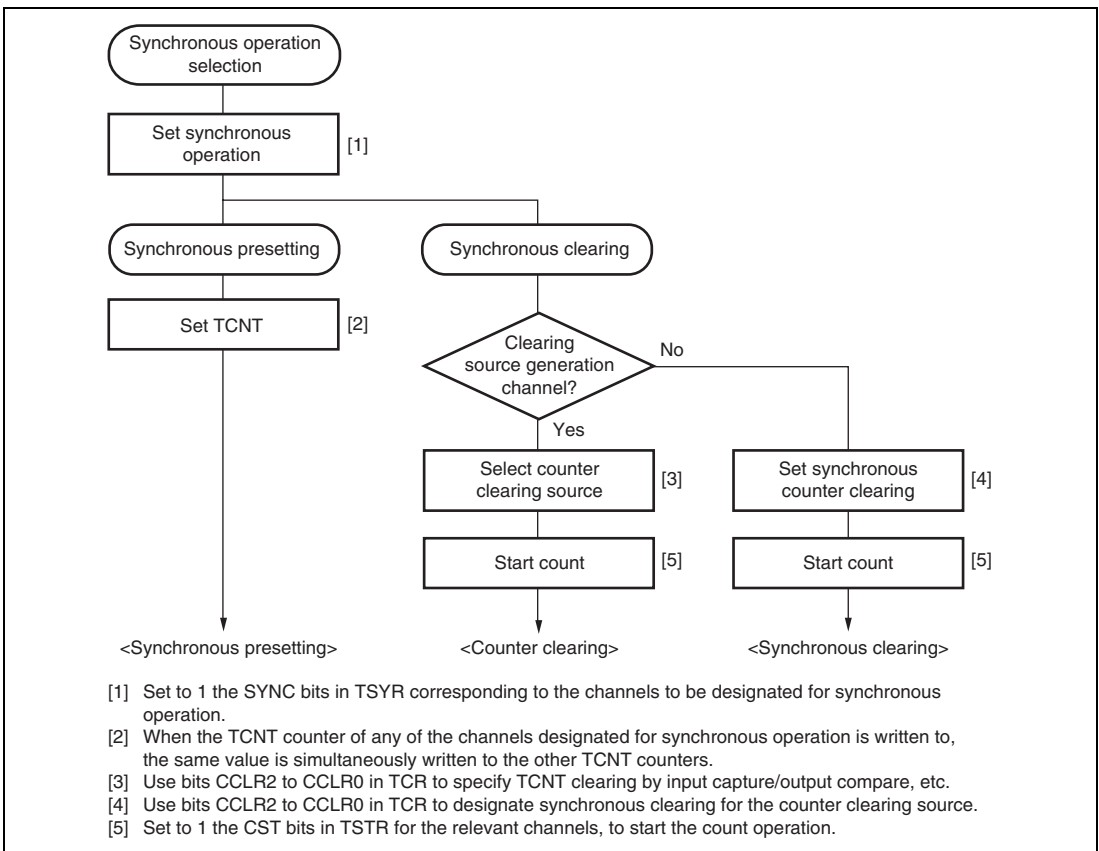 Synchronous operation
selection
Set synchronous
operation
[1]
Synchronous presetting
Synchronous clearing
Set TCNT
[2]
Clearing
source generation
channel?
No
Yes
Select counter
clearing source
[3]
Set synchronous
counter clearing
[4]
Start count
[5]
Start count
[5]
<Synchronous presetting>
<Counter clearing>
<Synchronous clearing>
[1] Set to 1 the SYNC bits in TSYR corresponding to the channels to be designated for synchronous
operation.
[2] When the TCNT counter of any of the channels designated for synchronous operation is written to,
the same value is simultaneously written to the other TCNT counters.
[3] Use bits CCLR2 to CCLR0 in TCR to specify TCNT clearing by input capture/output compare, etc.
[4] Use bits CCLR2 to CCLR0 in TCR to designate synchronous clearing for the counter clearing source.
[5] Set to 1 the CST bits in TSTR for the relevant channels, to start the count operation.